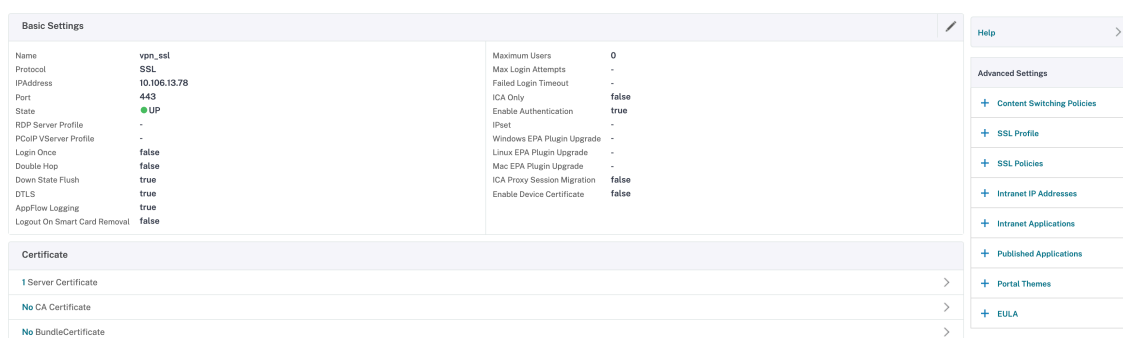 Basic Settings
Name vpn_ssl
Protocol SSL
IPAddress 10.106.13.78
Port 443
State UP
RDP Server Profile -
PCoIP VServer Profile -
Login Once false
Double Hop false
Down State Flush true
DTLS true
AppFlow Logging true
Logout On Smart Card Removal false
Maximum Users 0
Max Login Attempts -
Failed Login Timeout -
ICA Only false
Enable Authentication true
IPset -
Windows EPA Plugin Upgrade -
Linux EPA Plugin Upgrade -
Mac EPA Plugin Upgrade -
ICA Proxy Session Migration false
Enable Device Certificate false
Certificate
1 Server Certificate
No CA Certificate
No BundleCertificate
Help
Advanced Settings
+ Content Switching Policies
+ SSL Profile
+ SSL Policies
+ Intranet IP Addresses
+ Intranet Applications
+ Published Applications
+ Portal Themes
+ EULA